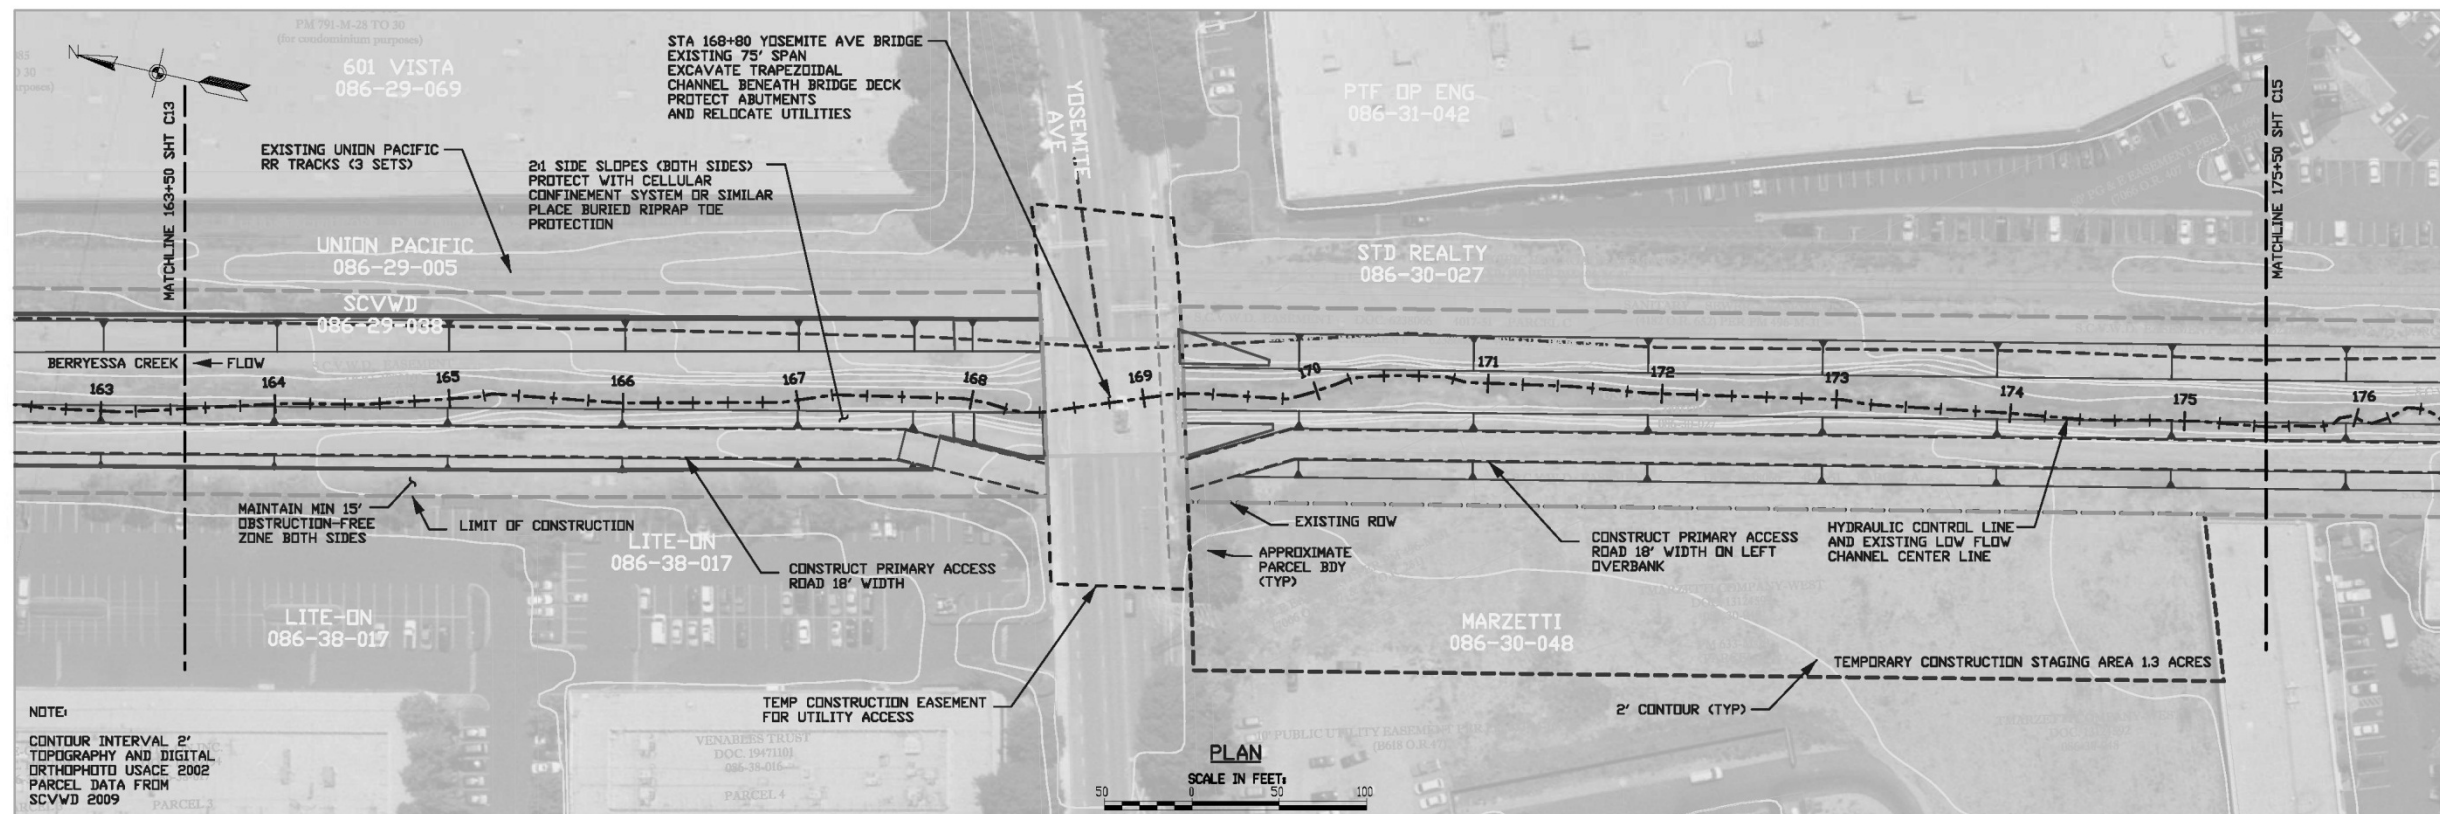 PM 791-M-28 TO 30
(for condominium purposes)
601 VISTA
086-29-069
N
MATCHLINE 163+50 SHT C13
EXISTING UNION PACIFIC
RR TRACKS (3 SETS)
STA 168+80 YOSEMITE AVE BRIDGE
EXISTING 75' SPAN
EXCAVATE TRAPEZOIDAL
CHANNEL BENEATH BRIDGE DECK
PROTECT ABUTMENTS
AND RELOCATE UTILITIES
2:1 SIDE SLOPES (BOTH SIDES)
PROTECT WITH CELLULAR
CONFINEMENT SYSTEM OR SIMILAR
PLACE BURIED RIPRAP TOE
PROTECTION
YOSEMITE
AVE
PTF OP ENG
086-31-042
MATCHLINE 175+50 SHT C15
UNION PACIFIC
086-29-005
STD REALTY
086-30-027
SCVWD
086-29-038
BERRYESSA CREEK
FLOW
163
164
165
166
167
168
169
170
171
172
173
174
175
176
MAINTAIN MIN 15'
OBSTRUCTION-FREE
ZONE BOTH SIDES
LIMIT OF CONSTRUCTION
LITE-ON
086-38-017
CONSTRUCT PRIMARY ACCESS
ROAD 18' WIDTH
EXISTING ROW
APPROXIMATE
PARCEL BDY
(TYP)
CONSTRUCT PRIMARY ACCESS
ROAD 18' WIDTH ON LEFT
OVERBANK
HYDRAULIC CONTROL LINE
AND EXISTING LOW FLOW
CHANNEL CENTER LINE
LITE-ON
086-38-017
MARZETTI
086-30-048
TEMPORARY CONSTRUCTION STAGING AREA 1.3 ACRES
TEMP CONSTRUCTION EASEMENT
FOR UTILITY ACCESS
2' CONTOUR (TYP)
NOTE:
CONTOUR INTERVAL 2'
TOPOGRAPHY AND DIGITAL
ORTHOPHOTO USACE 2002
PARCEL DATA FROM
SCVWD 2009
PARCEL 3
VENABLES TRUST
DOC. 19471101
086-38-016
PARCEL 4
10' PUBLIC UTILITY EASEMENT
PLAN
SCALE IN FEET:
50 0 50 100